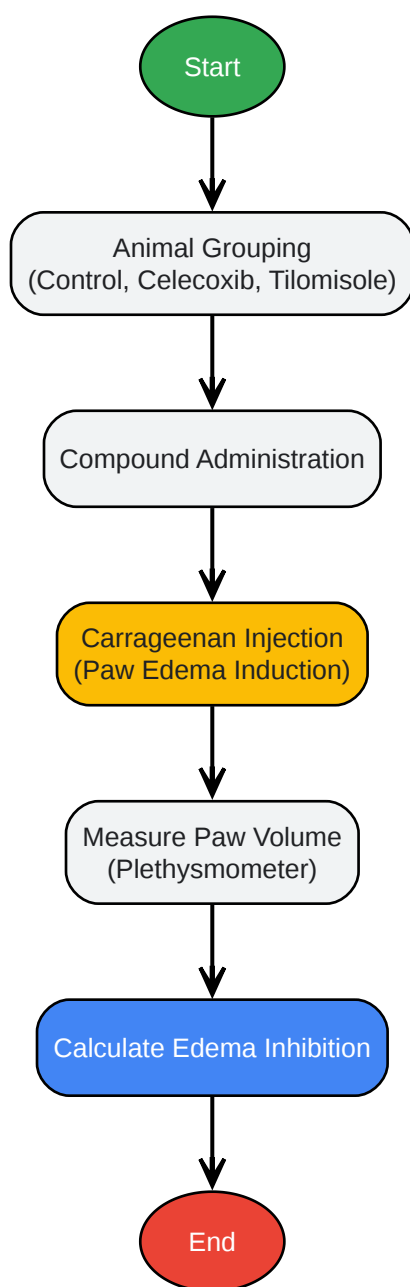 Start
Animal Grouping
(Control, Celecoxib, Tilomisole)
Compound Administration
Carrageenan Injection
(Paw Edema Induction)
Measure Paw Volume
(Plethysmometer)
Calculate Edema Inhibition
End